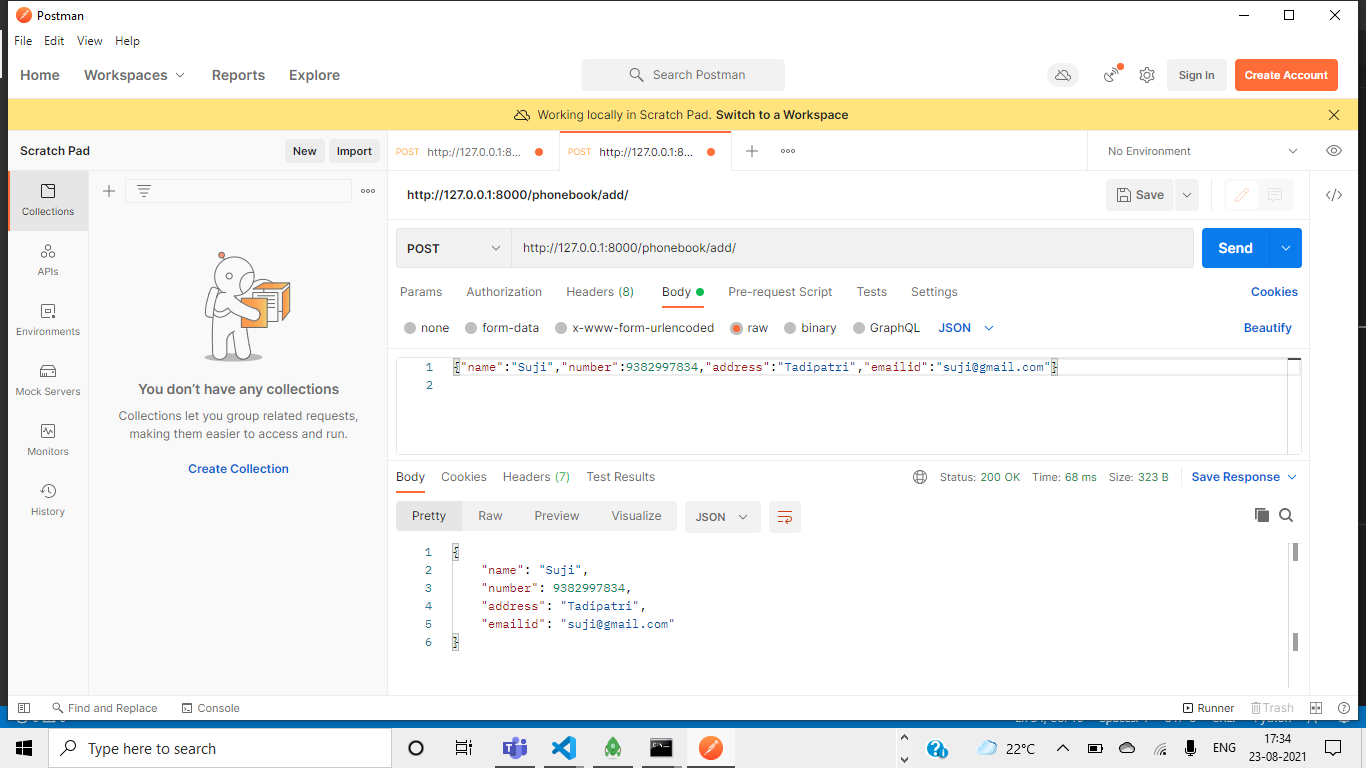 Postman
File Edit View Help
Home Workspaces Reports Explore Search Postman Sign In Create Account
Working locally in Scratch Pad. Switch to a Workspace
Scratch Pad New Import POST http://127.0.0.1:8... POST http://127.0.0.1:8... No Environment
Collections
http://127.0.0.1:8000/phonebook/add/ Save
POST http://127.0.0.1:8000/phonebook/add/ Send
APIs
Params Authorization Headers (8) Body Pre-request Script Tests Settings Cookies
Environments
none form-data x-www-form-urlencoded raw binary GraphQL JSON Beautify
1 {"name":"Suji","number":9382997834,"address":"Tadipatri","emailid":"suji@gmail.com"}
2
You don't have any collections
Mock Servers
Collections let you group related requests,
making them easier to access and run.
Monitors
Create Collection
Body Cookies Headers (7) Test Results Status: 200 OK Time: 68 ms Size: 323 B Save Response
History
Pretty Raw Preview Visualize JSON
1 {
2 "name": "Suji",
3 "number": 9382997834,
4 "address": "Tadipatri",
5 "emailid": "suji@gmail.com"
6 }
Find and Replace Console Runner Trash
Type here to search 22°C ENG 17:34
23-08-2021